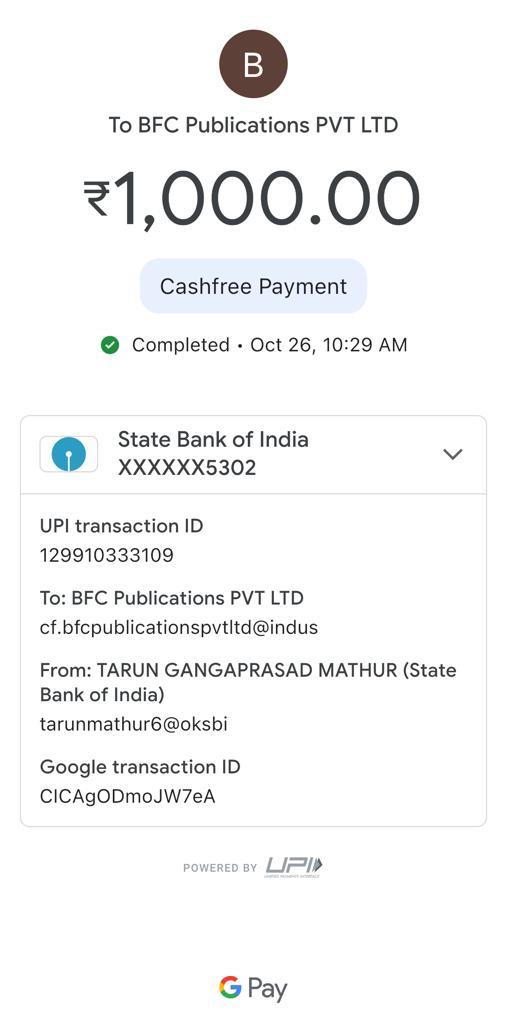 B
To BFC Publications PVT LTD
₹1,000.00
Cashfree Payment
Completed • Oct 26, 10:29 AM
State Bank of India
XXXXXX5302
UPI transaction ID
129910333109
To: BFC Publications PVT LTD
cf.bfcpublicationspvtltd@indus
From: TARUN GANGAPRASAD MATHUR (State
Bank of India)
tarunmathur6@oksbi
Google transaction ID
CICAgODmoJW7eA
POWERED BY UPI
UNIFIED PAYMENTS INTERFACE
G Pay